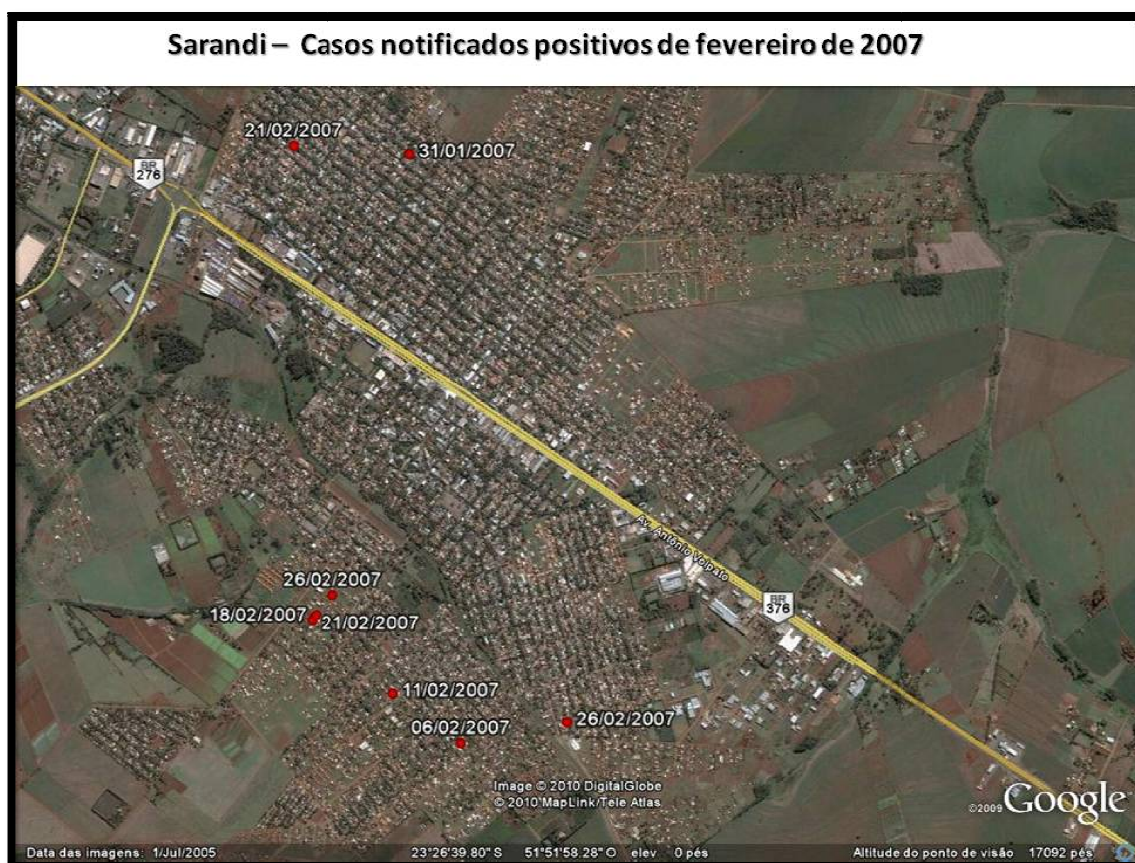 Sarandi – Casos notificados positivos de fevereiro de 2007
21/02/2007
31/01/2007
BR
276
Av. Antônio Volpato
26/02/2007
BR
376
18/02/2007
21/02/2007
11/02/2007
06/02/2007
26/02/2007
Image © 2010 DigitalGlobe
© 2010 MapLink/Tele Atlas
©2009 Google
Data das imagens: 1/Jul/2005
23°26'39.80" S 51°51'58.28" O elev 0 pés
Altitude do ponto de visão 17092 pés